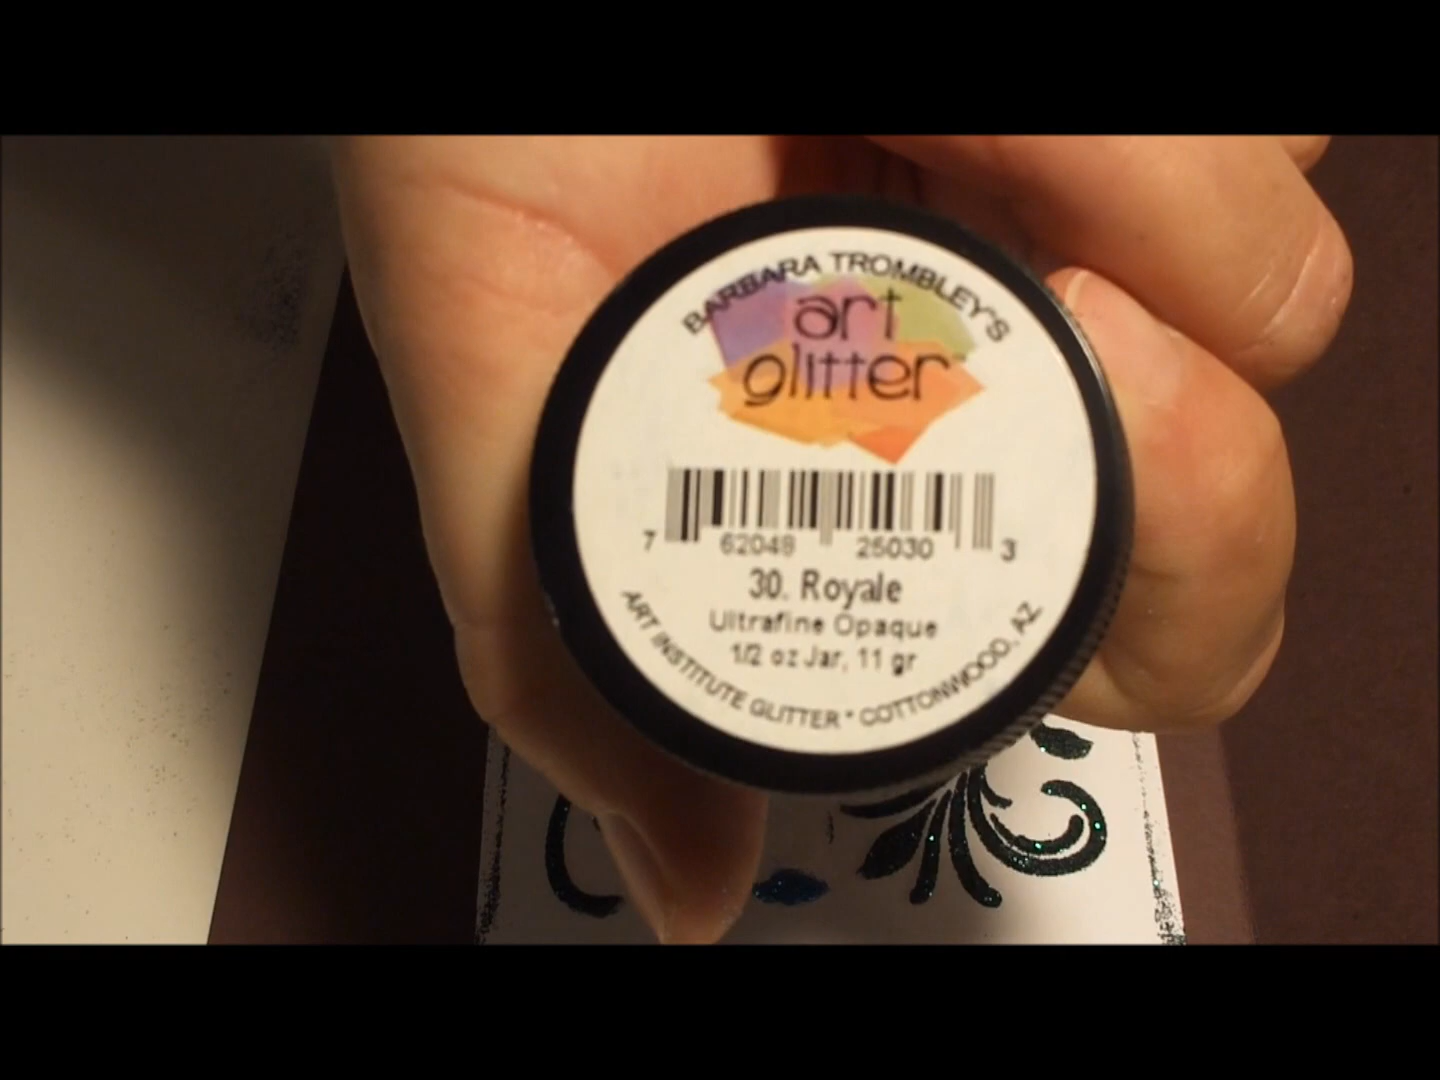 BARBARA TROMBLEY'S
art
glitter™
7 62048 25030 3
30. Royale
Ultrafine Opaque
1/2 oz Jar, 11 gr
ART INSTITUTE GLITTER * COTTONWOOD, AZ